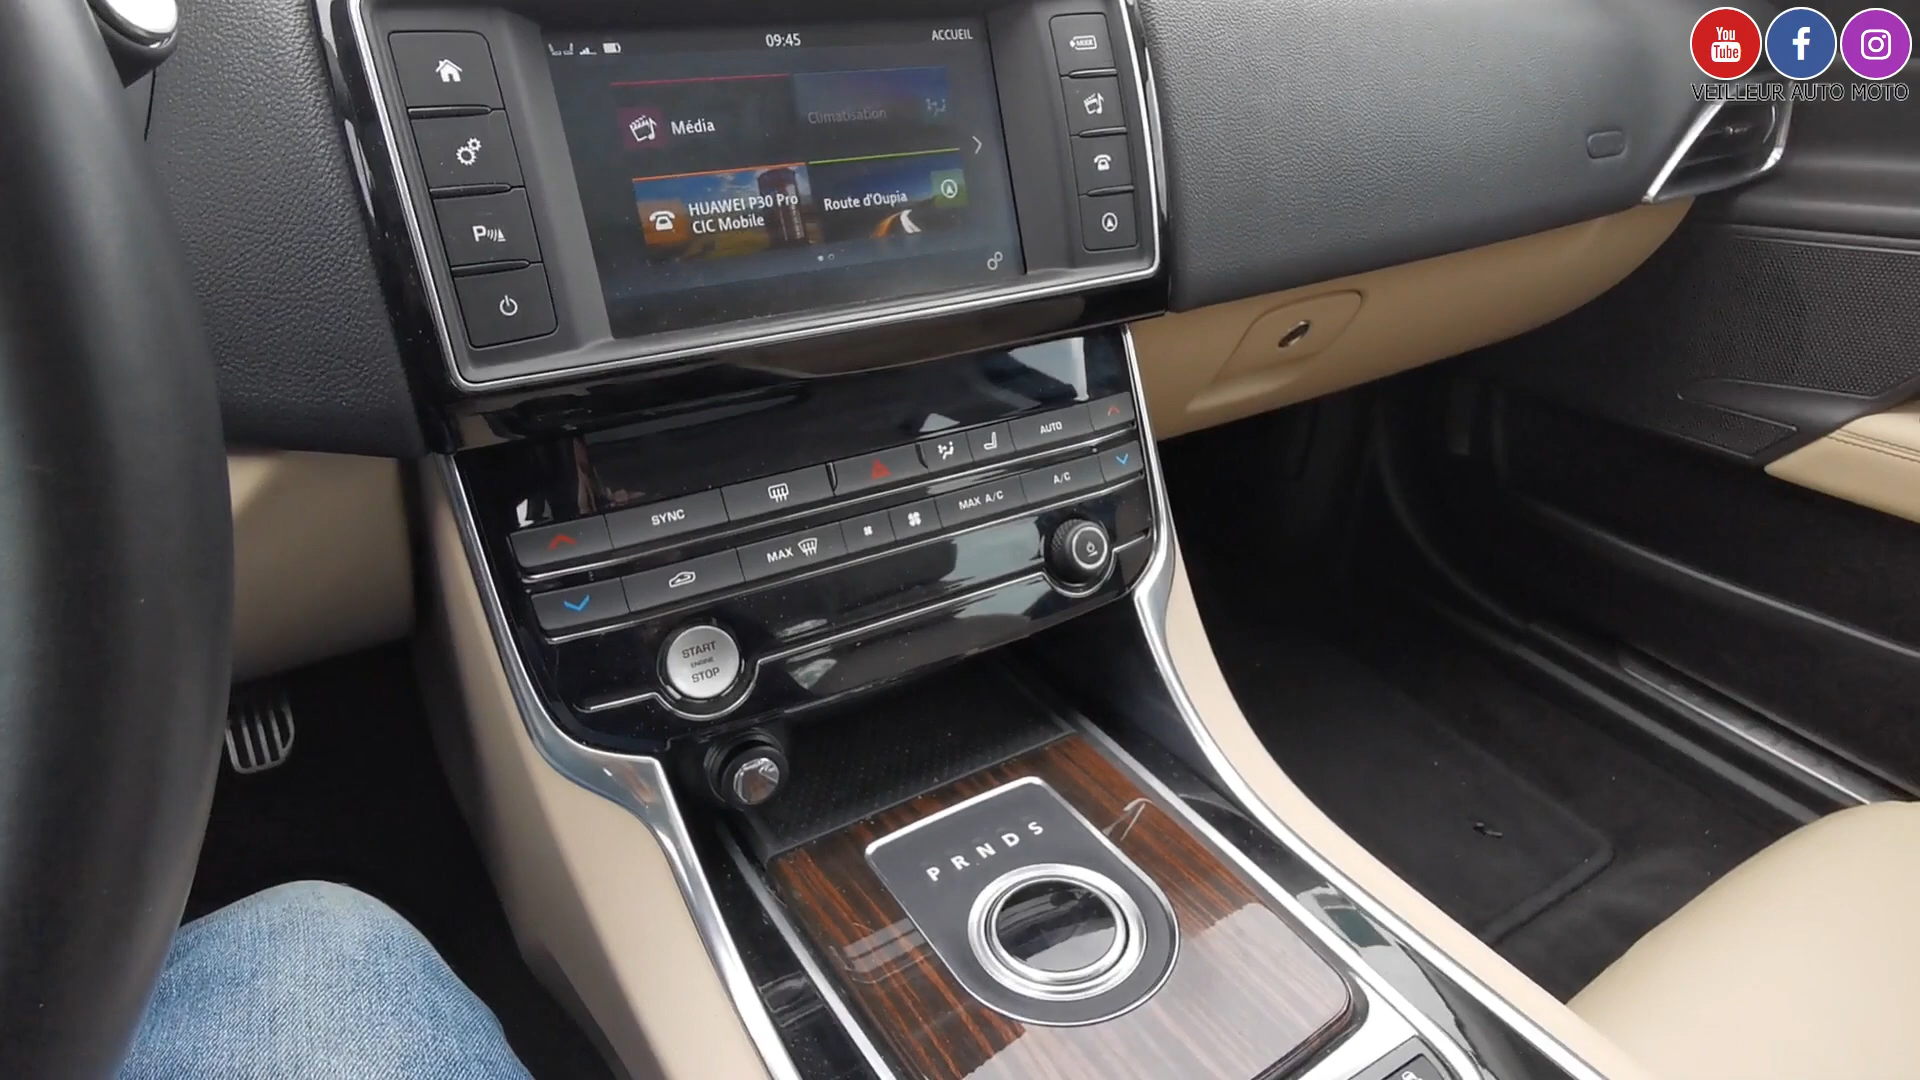 09:45
ACCUEIL
Média
Climatisation
HUAWEI P30 Pro
CIC Mobile
Route d'Oupia
MODE
P
SYNC
AUTO
MAX
MAX A/C
A/C
START
ENGINE
STOP
P R N D S
You
Tube
VEILLEUR AUTO MOTO